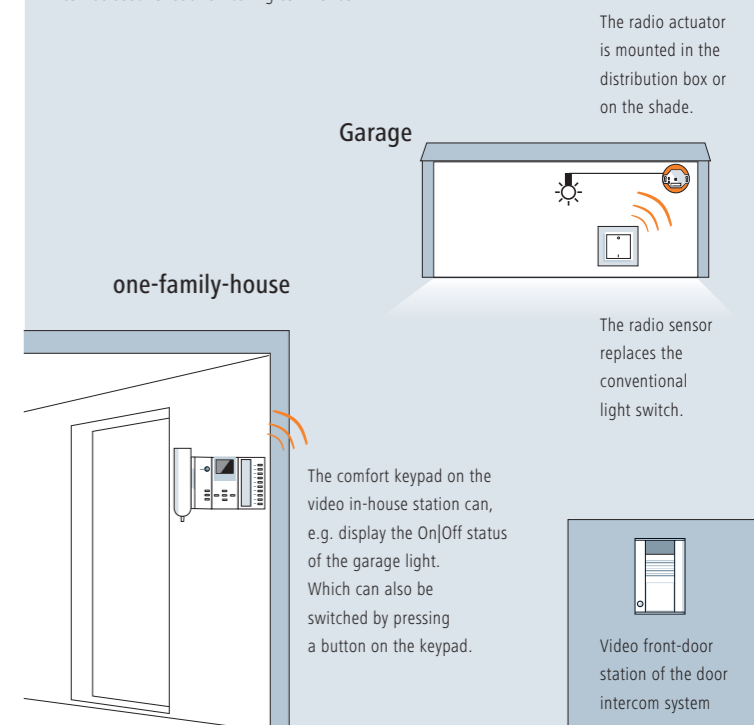 The radio actuator
is mounted in the
distribution box or
on the shade.
Garage
one-family-house
The radio sensor
replaces the
conventional
light switch.
The comfort keypad on the
video in-house station can,
e.g. display the On|Off status
of the garage light.
Which can also be
switched by pressing
a button on the keypad.
Video front-door
station of the door
intercom system